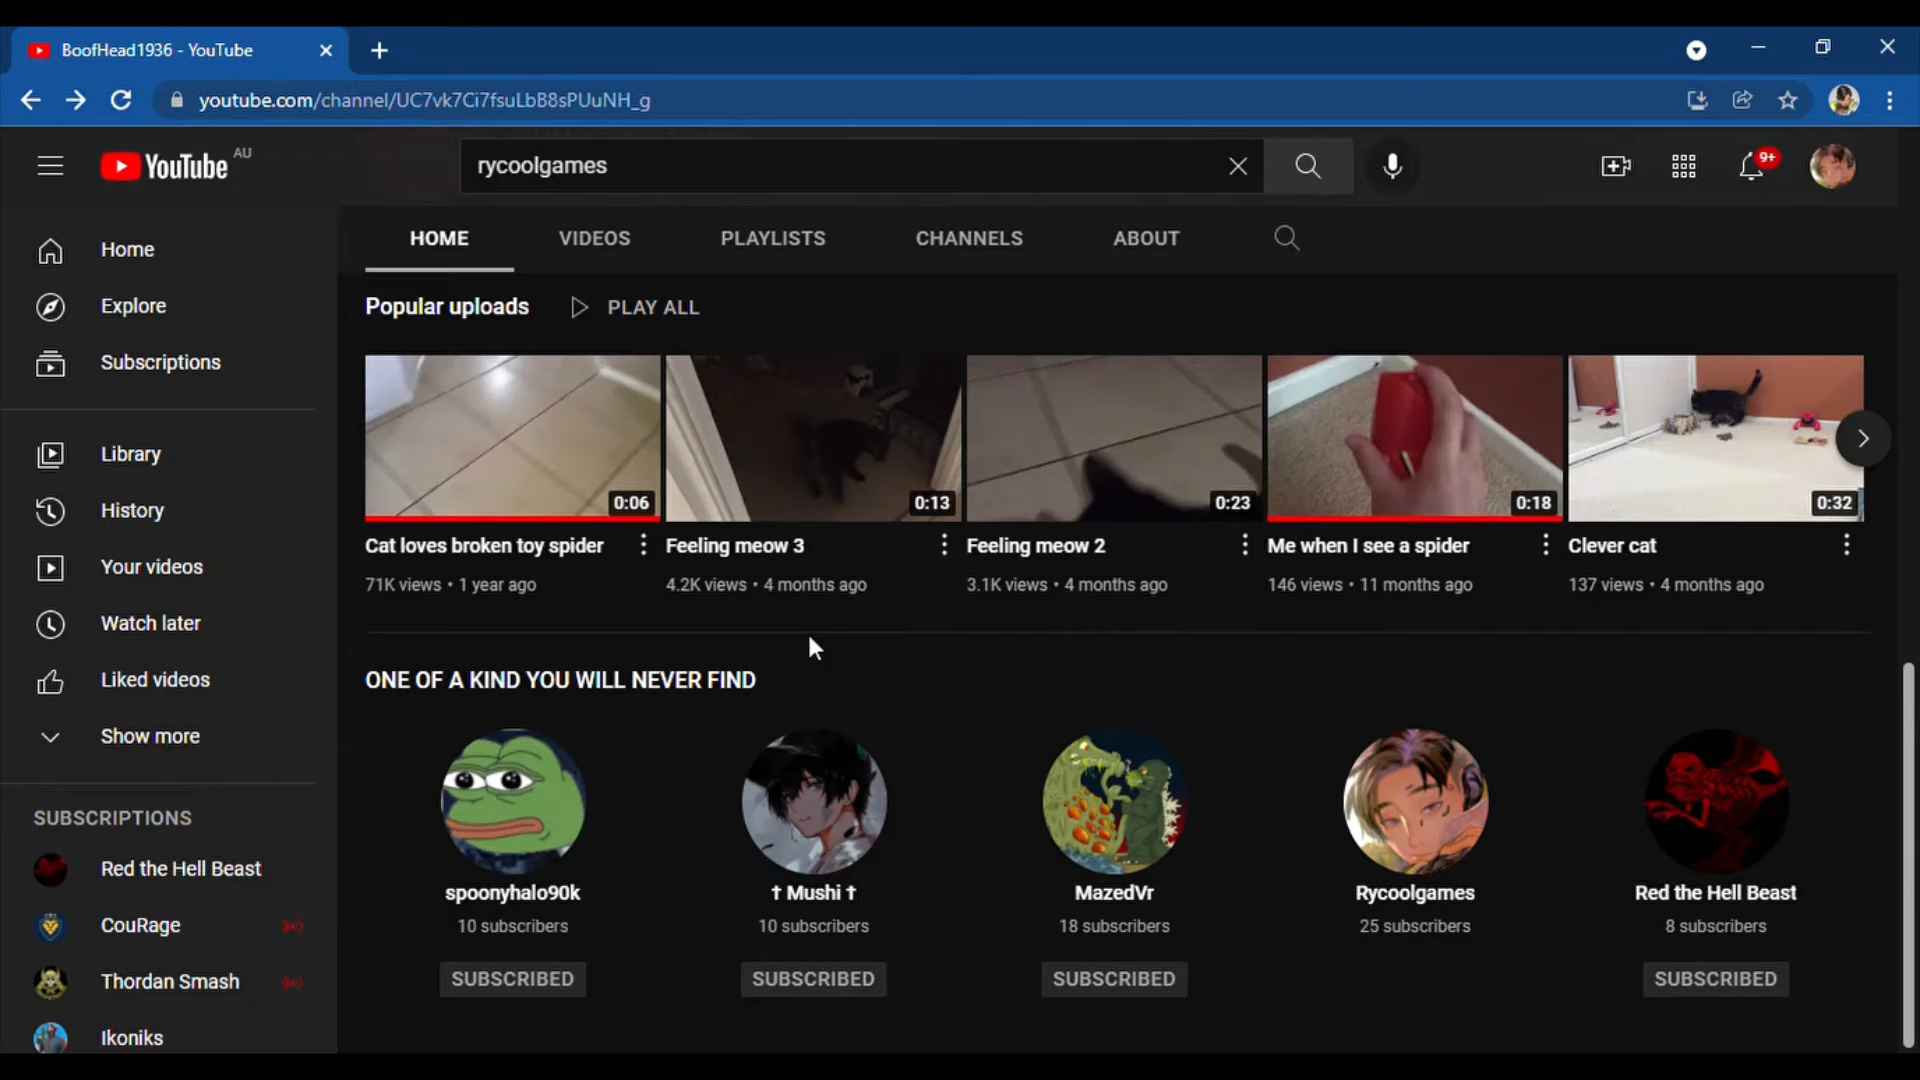 BoofHead1936 - YouTube
youtube.com/channel/UC7vk7Ci7fsuLbB8sPUuNH_g
YouTube AU
rycoolgames
9+
HOME VIDEOS PLAYLISTS CHANNELS ABOUT
Home
Explore
Subscriptions
Library
History
Your videos
Watch later
Liked videos
Show more
SUBSCRIPTIONS
Red the Hell Beast
CouRage
Thordan Smash
Ikoniks
Popular uploads PLAY ALL
0:06 0:13 0:23 0:18 0:32
Cat loves broken toy spider Feeling meow 3 Feeling meow 2 Me when I see a spider Clever cat
71K views • 1 year ago 4.2K views • 4 months ago 3.1K views • 4 months ago 146 views • 11 months ago 137 views • 4 months ago
ONE OF A KIND YOU WILL NEVER FIND
spoonyhalo90k † Mushi † MazedVr Rycoolgames Red the Hell Beast
10 subscribers 10 subscribers 18 subscribers 25 subscribers 8 subscribers
SUBSCRIBED SUBSCRIBED SUBSCRIBED SUBSCRIBED